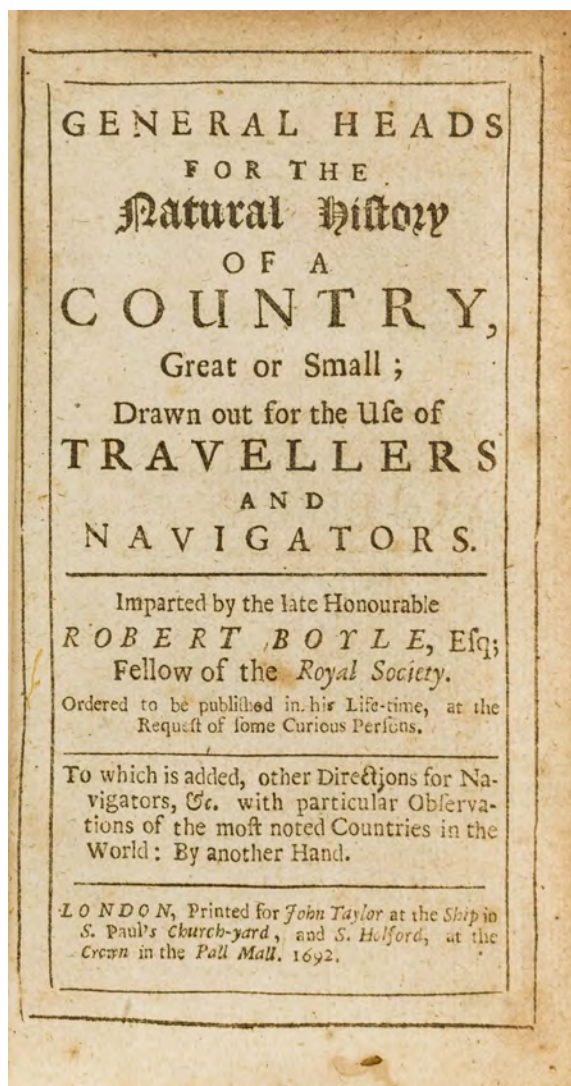 GENERAL HEADS
FOR THE
Natural Hiſtory
OF A
COUNTRY,
Great or Small ;
Drawn out for the Uſe of
TRAVELLERS
AND
NAVIGATORS.
Imparted by the late Honourable
ROBERT BOYLE, Eſq;
Fellow of the Royal Society.
Ordered to be publiſhed in his Life-time, at the
Requeſt of ſome Curious Perſons.
To which is added, other Directions for Na-
vigators, &c. with particular Obſerva-
tions of the moſt noted Countries in the
World : By another Hand.
LONDON, Printed for John Taylor at the Ship in
S. Paul's Church-yard, and S. Holford, at the
Crown in the Pall Mall. 1692.